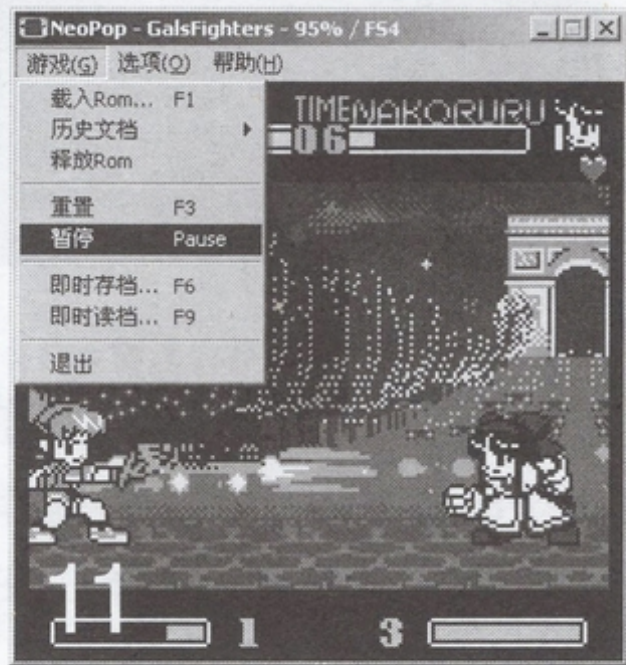 NeoPop - GalsFighters - 95% / FS4
游戏(G) 选项(O) 帮助(H)
载入Rom... F1
历史文档
释放Rom
重置 F3
暂停 Pause
即时存档... F6
即时读档... F9
退出
TIME NAKORURU
06
11
1 3